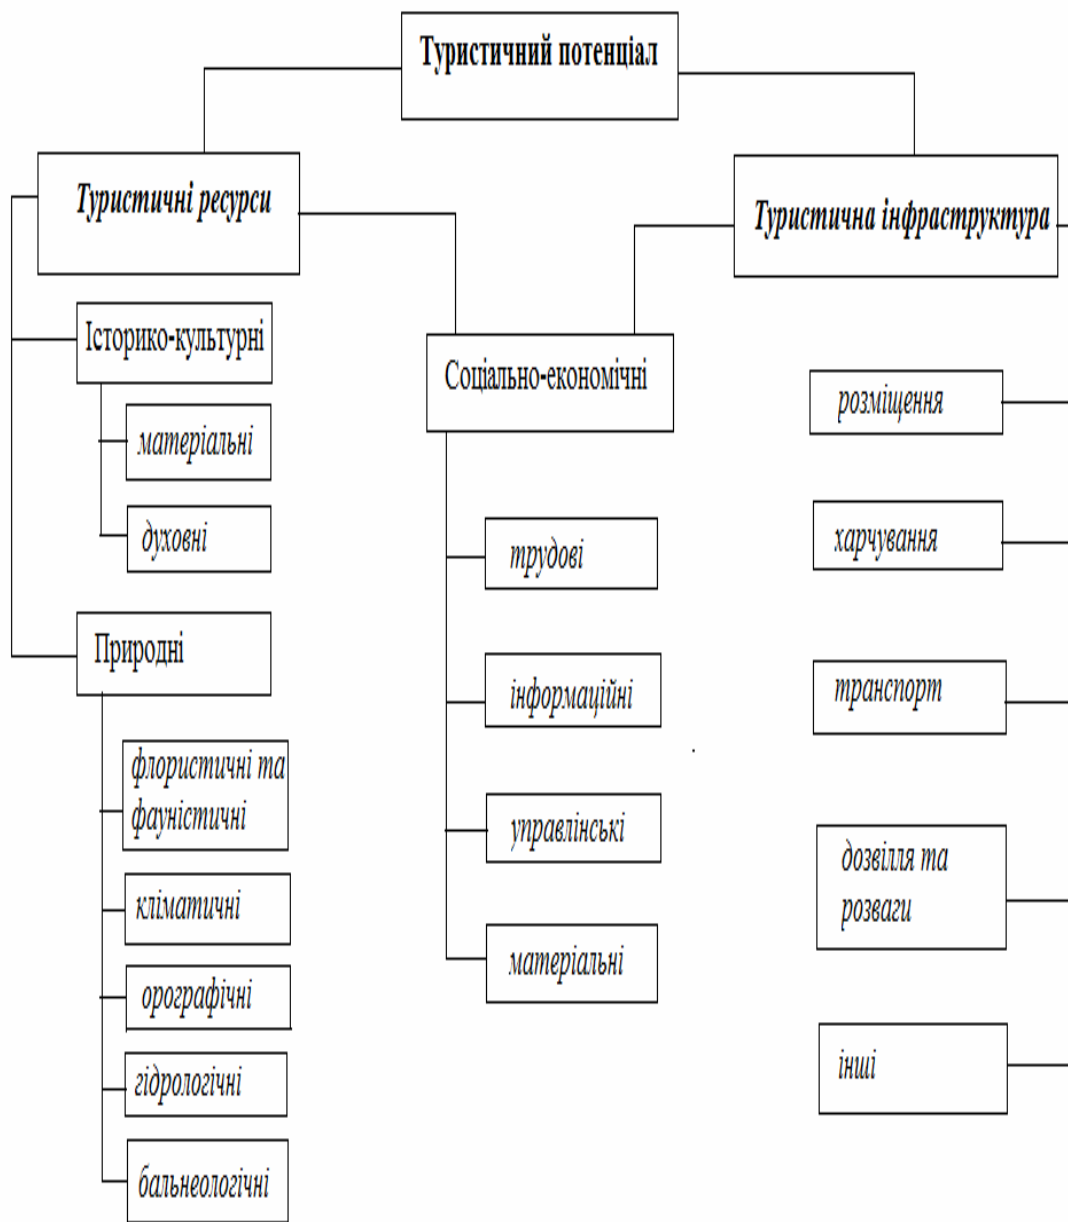 Туристичний потенціал
Туристичні ресурси
Туристична інфраструктура
Історико-культурні
матеріальні
духовні
Природні
флористичні та
фауністичні
кліматичні
орографічні
гідрологічні
бальнеологічні
Соціально-економічні
трудові
інформаційні
управлінські
матеріальні
розміщення
харчування
транспорт
дозвілля та
розваги
інші